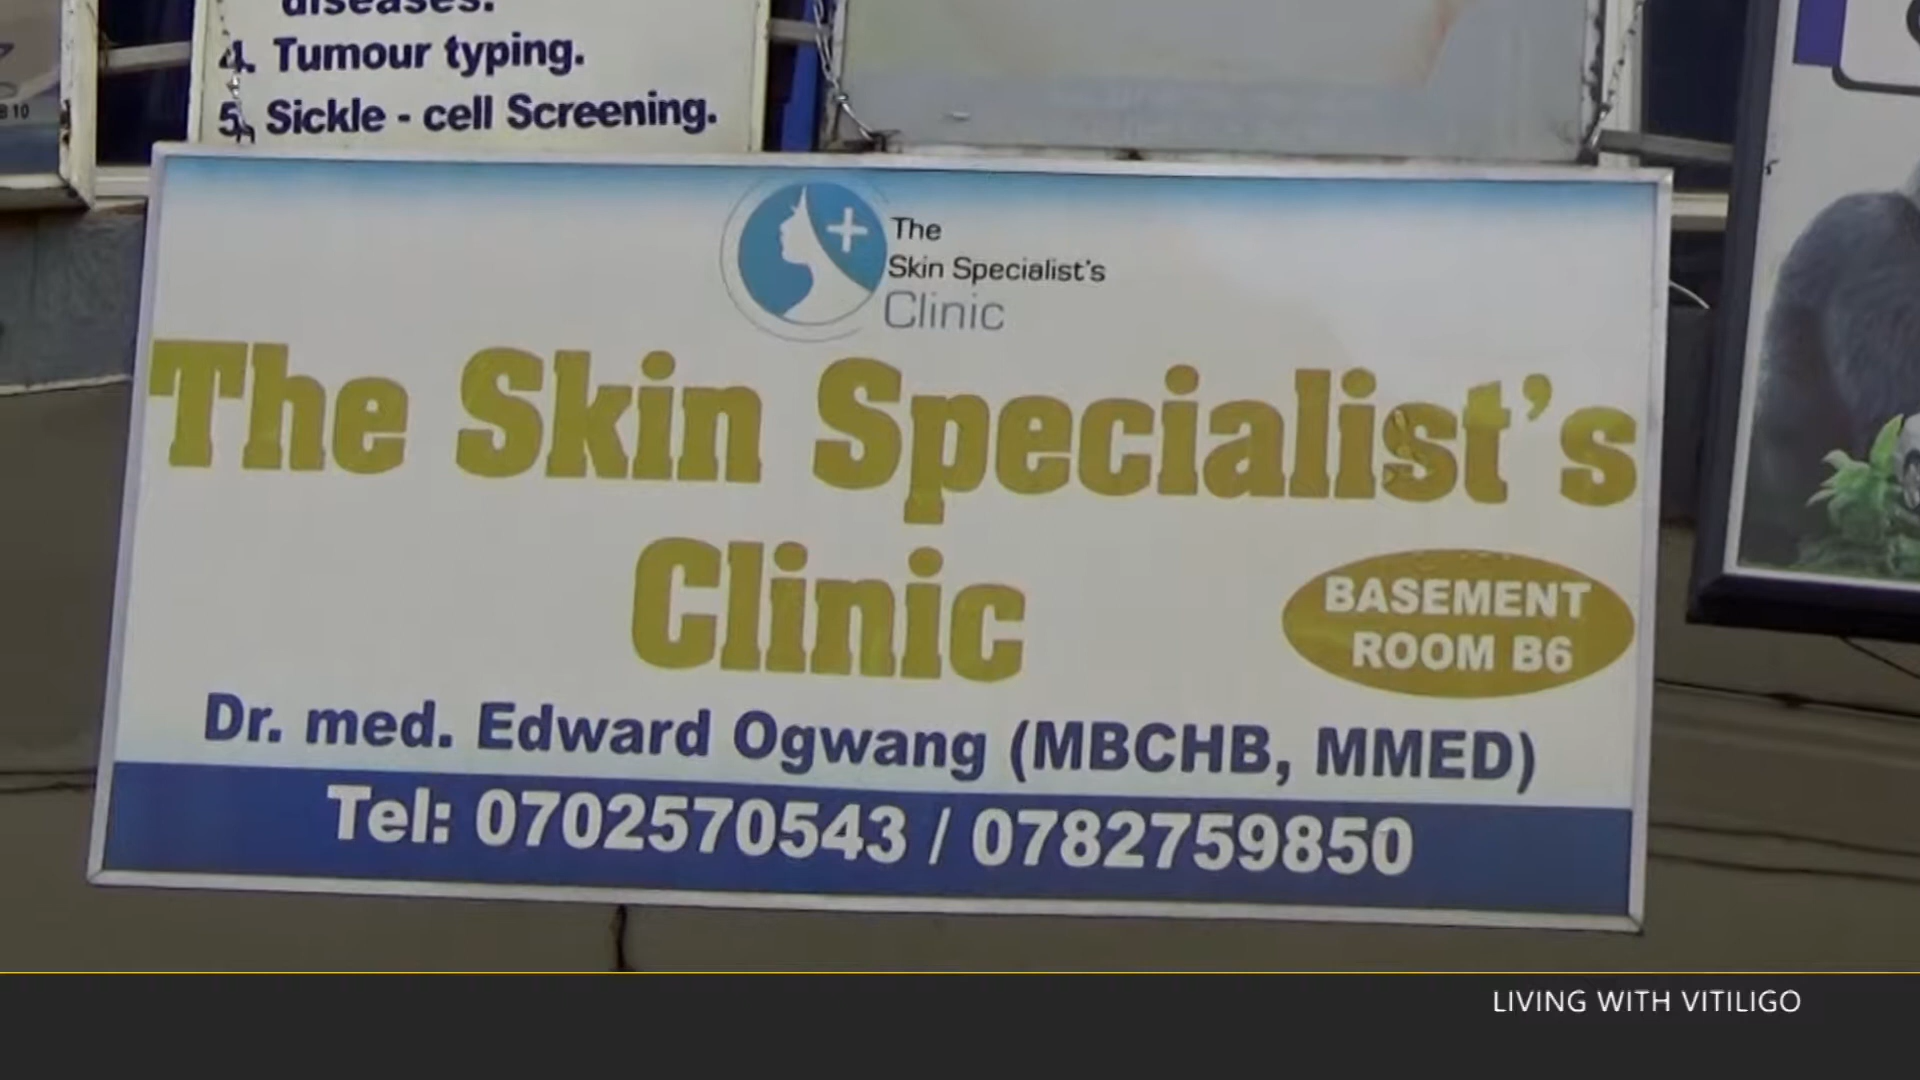 diseases.
4. Tumour typing.
5. Sickle - cell Screening.
B 10
The
Skin Specialist's
Clinic
The Skin Specialist's
Clinic
BASEMENT
ROOM B6
Dr. med. Edward Ogwang (MBCHB, MMED)
Tel: 0702570543 / 0782759850
LIVING WITH VITILIGO